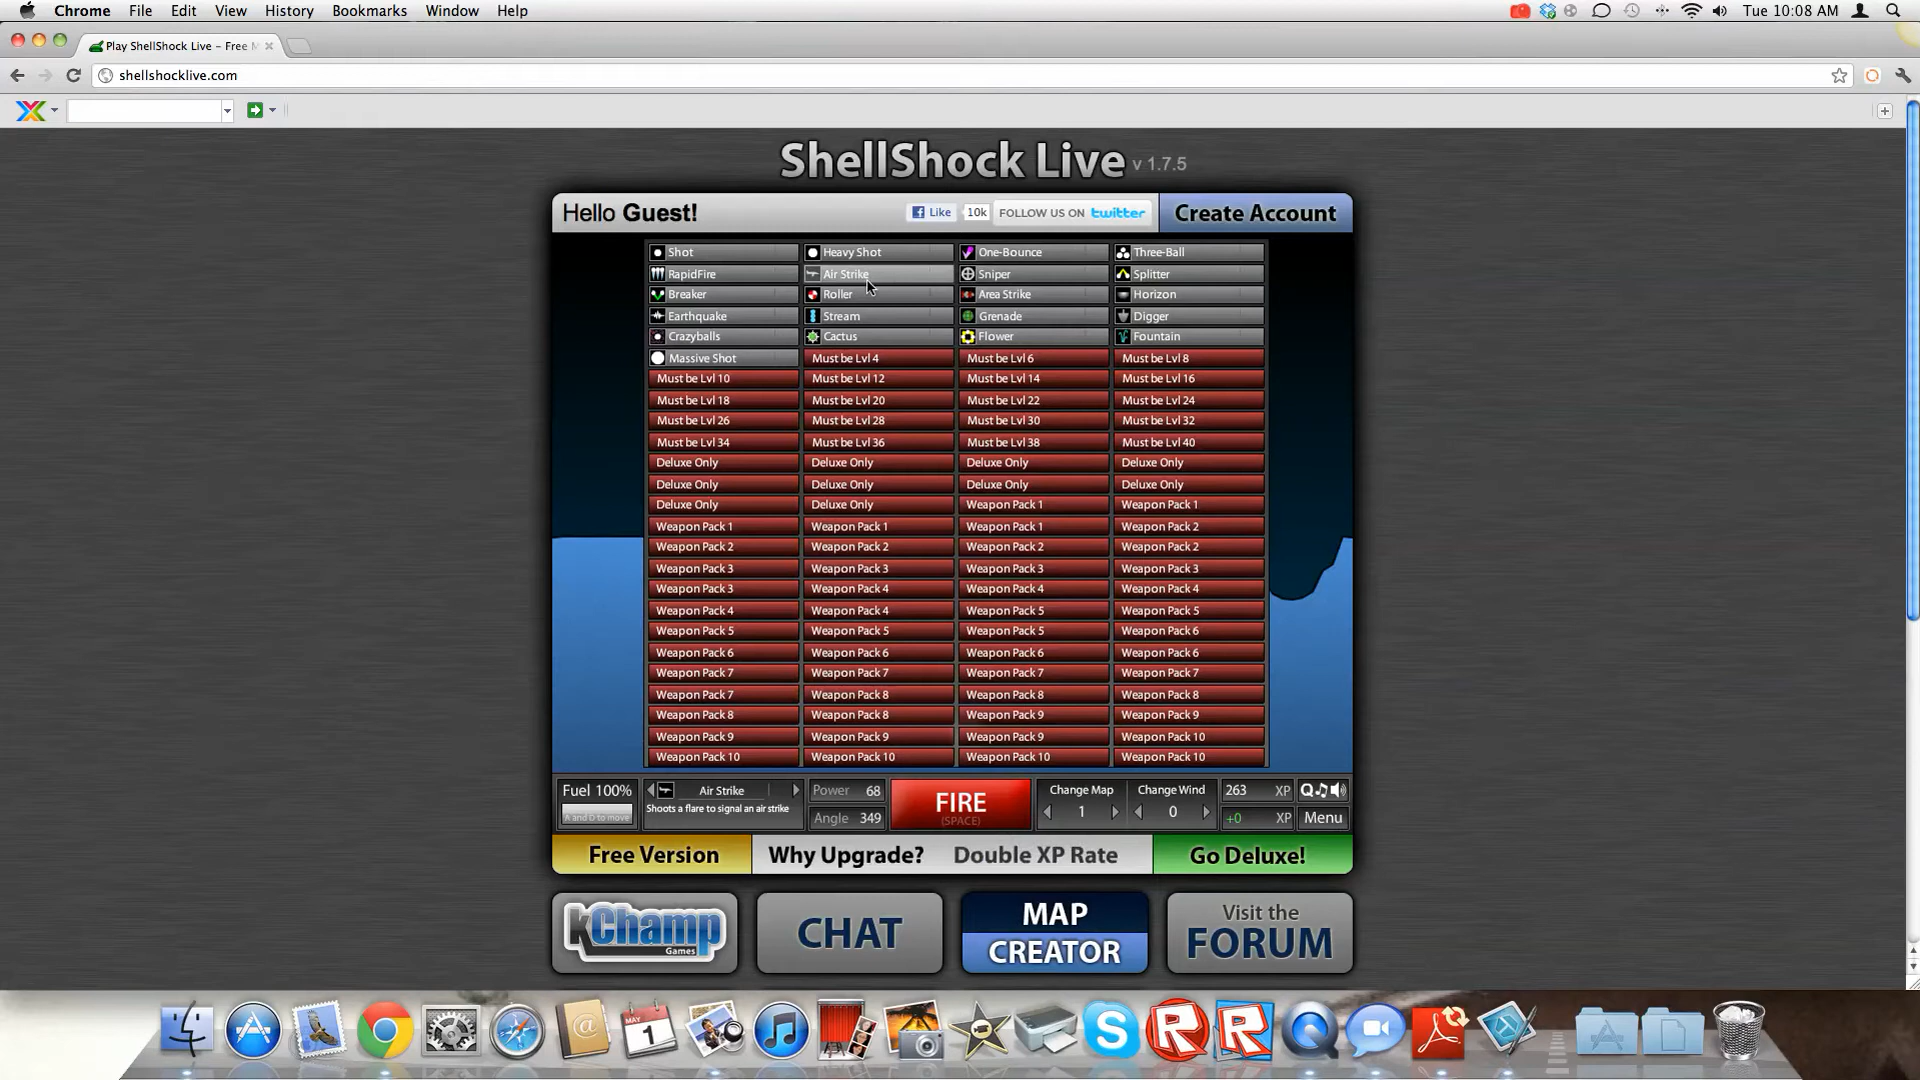 Chrome File Edit View History Bookmarks Window Help Tue 10:08 AM
Play ShellShock Live - Free M
shellshocklive.com
ShellShock Live v 1.7.5
Hello Guest! Like 10k FOLLOW US ON twitter Create Account
Shot Heavy Shot One-Bounce Three-Ball
RapidFire Air Strike Sniper Splitter
Breaker Roller Area Strike Horizon
Earthquake Stream Grenade Digger
Crazyballs Cactus Flower Fountain
Massive Shot Must be Lvl 4 Must be Lvl 6 Must be Lvl 8
Must be Lvl 10 Must be Lvl 12 Must be Lvl 14 Must be Lvl 16
Must be Lvl 18 Must be Lvl 20 Must be Lvl 22 Must be Lvl 24
Must be Lvl 26 Must be Lvl 28 Must be Lvl 30 Must be Lvl 32
Must be Lvl 34 Must be Lvl 36 Must be Lvl 38 Must be Lvl 40
Deluxe Only Deluxe Only Deluxe Only Deluxe Only
Deluxe Only Deluxe Only Deluxe Only Deluxe Only
Deluxe Only Deluxe Only Weapon Pack 1 Weapon Pack 1
Weapon Pack 1 Weapon Pack 1 Weapon Pack 1 Weapon Pack 2
Weapon Pack 2 Weapon Pack 2 Weapon Pack 2 Weapon Pack 2
Weapon Pack 3 Weapon Pack 3 Weapon Pack 3 Weapon Pack 3
Weapon Pack 3 Weapon Pack 4 Weapon Pack 4 Weapon Pack 4
Weapon Pack 4 Weapon Pack 4 Weapon Pack 5 Weapon Pack 5
Weapon Pack 5 Weapon Pack 5 Weapon Pack 5 Weapon Pack 6
Weapon Pack 6 Weapon Pack 6 Weapon Pack 6 Weapon Pack 6
Weapon Pack 7 Weapon Pack 7 Weapon Pack 7 Weapon Pack 7
Weapon Pack 7 Weapon Pack 8 Weapon Pack 8 Weapon Pack 8
Weapon Pack 8 Weapon Pack 8 Weapon Pack 9 Weapon Pack 9
Weapon Pack 9 Weapon Pack 9 Weapon Pack 9 Weapon Pack 10
Weapon Pack 10 Weapon Pack 10 Weapon Pack 10 Weapon Pack 10
Fuel 100% Air Strike Power 68 FIRE Change Map Change Wind 263 XP Q
A and D to move Shoots a flare to signal an air strike Angle 349 (SPACE) 1 0 +0 XP Menu
Free Version Why Upgrade? Double XP Rate Go Deluxe!
kChamp Games CHAT MAP CREATOR Visit the FORUM
MAY 1